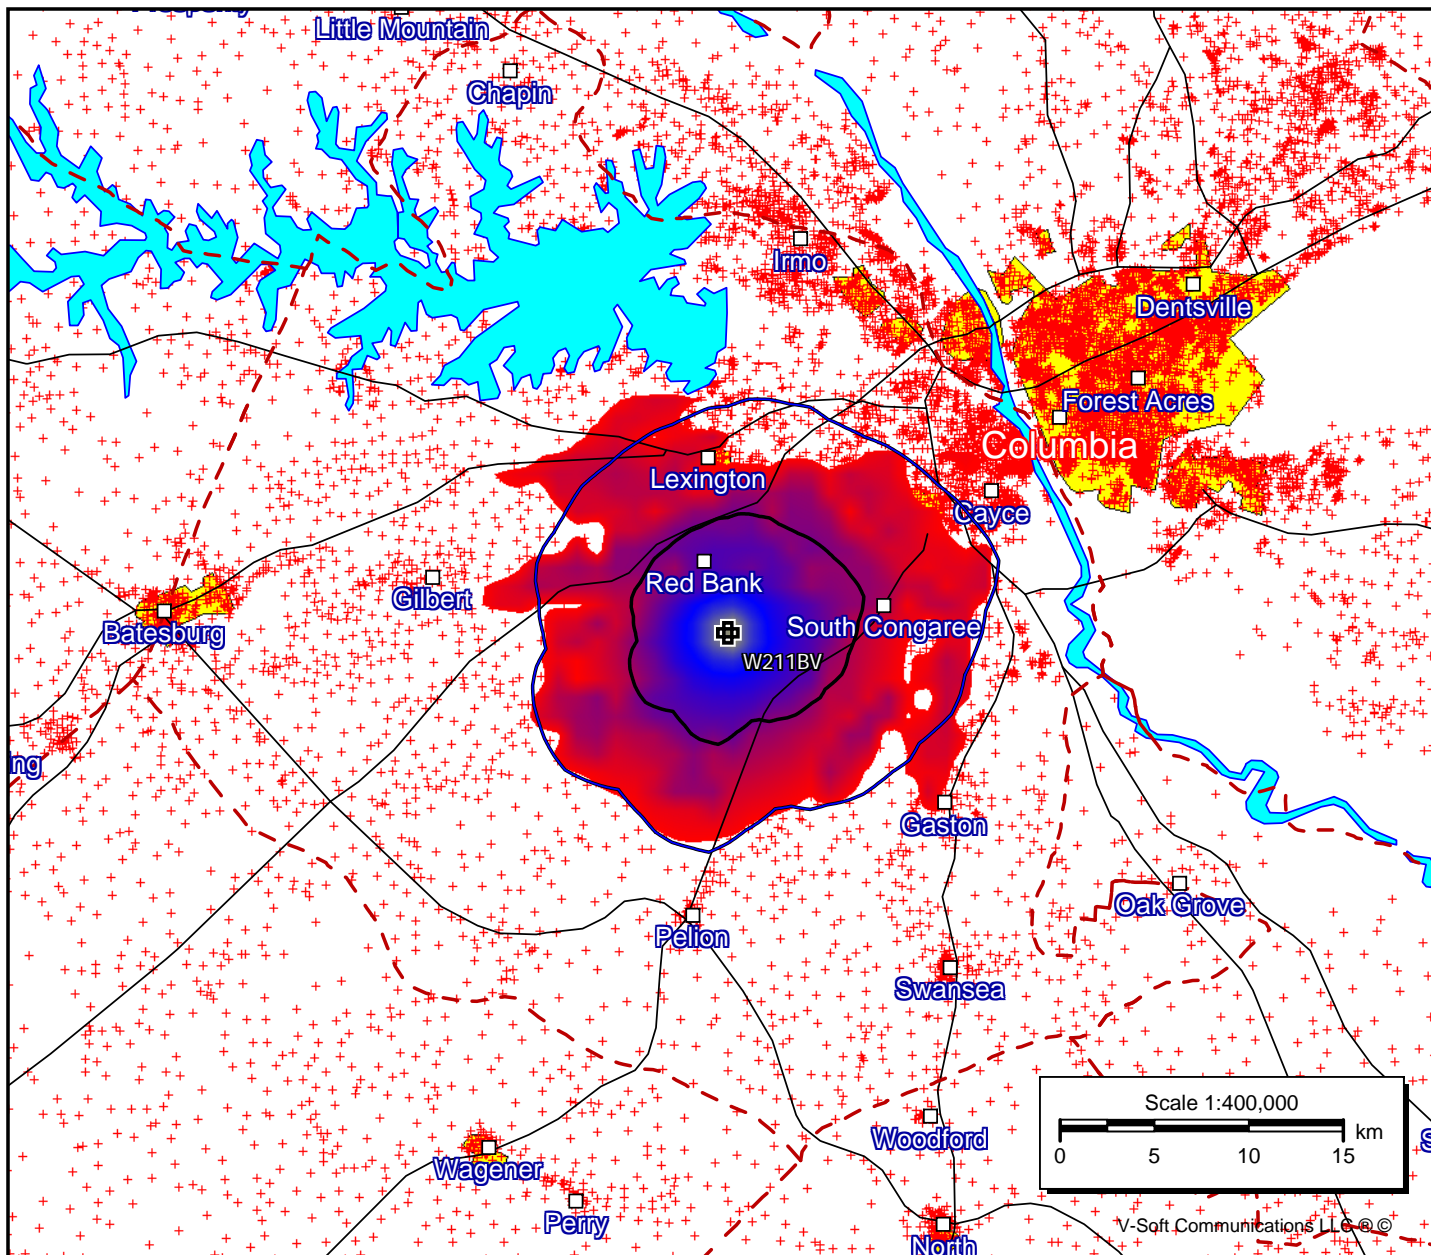 Little Mountain
Chapin
Irmo
Dentsville
Forest Acres
Columbia
Lexington
Cayce
Red Bank
Gilbert
Batesburg
South Congaree
W211BV
ng
Gaston
Oak Grove
Pelion
Swansea
Scale 1:400,000
km
0 5 10 15
Woodford
Wagener
Perry
North
V-Soft Communications LLC ® ©